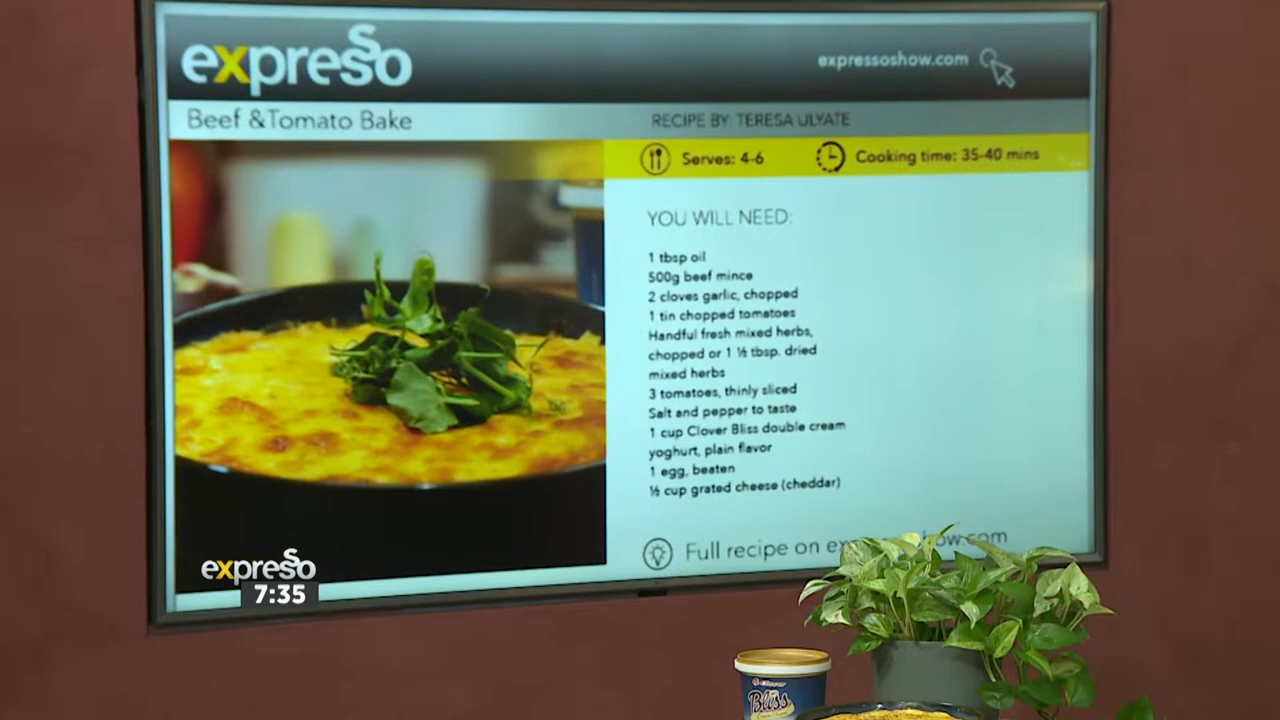 expresso
expressoshow.com
Beef &Tomato Bake
RECIPE BY: TERESA ULYATE
Serves: 4-6
Cooking time: 35-40 mins
YOU WILL NEED:
1 tbsp oil
500g beef mince
2 cloves garlic, chopped
1 tin chopped tomatoes
Handful fresh mixed herbs,
chopped or 1 ½ tbsp. dried
mixed herbs
3 tomatoes, thinly sliced
Salt and pepper to taste
1 cup Clover Bliss double cream
yoghurt, plain flavor
1 egg, beaten
½ cup grated cheese (cheddar)
Full recipe on expressoshow.com
expresso
7:35
Clover
Bliss